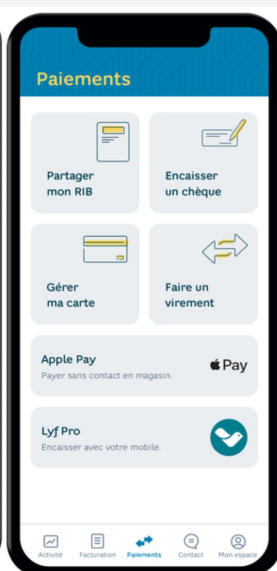 Paiements
Partager
mon RIB
Encaisser
un chèque
Gérer
ma carte
Faire un
virement
Apple Pay
Payer sans contact en magasin.
Pay
Lyf Pro
Encaisser avec votre mobile.
Activité
Facturation
Paiements
Contact
Mon espace